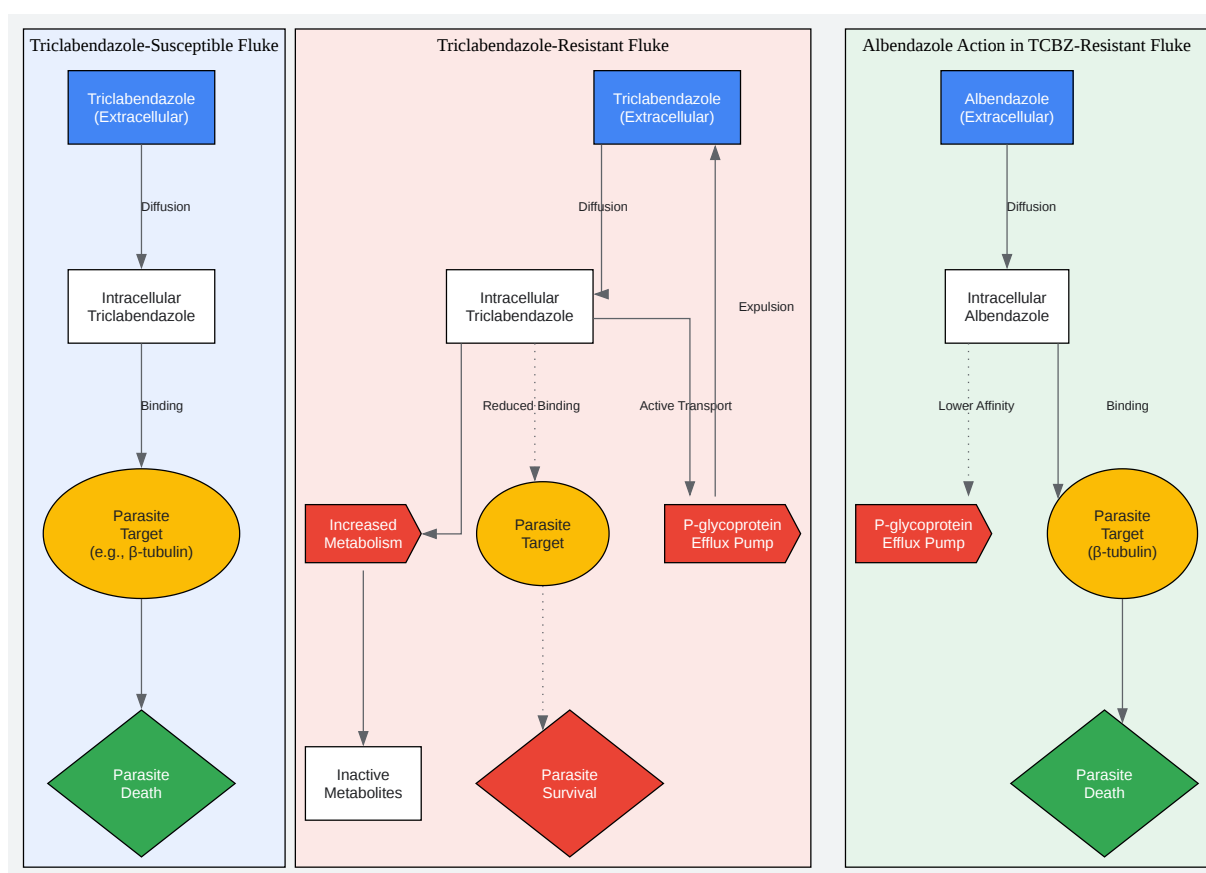 Triclabendazole-Susceptible Fluke
Triclabendazole
(Extracellular)
Diffusion
Intracellular
Triclabendazole
Binding
Parasite
Target
(e.g., β-tubulin)
Parasite
Death
Triclabendazole-Resistant Fluke
Triclabendazole
(Extracellular)
Diffusion
Expulsion
Intracellular
Triclabendazole
Reduced Binding
Active Transport
Increased
Metabolism
Parasite
Target
P-glycoprotein
Efflux Pump
Inactive
Metabolites
Parasite
Survival
Albendazole Action in TCBZ-Resistant Fluke
Albendazole
(Extracellular)
Diffusion
Intracellular
Albendazole
Lower Affinity
Binding
P-glycoprotein
Efflux Pump
Parasite
Target
(β-tubulin)
Parasite
Death